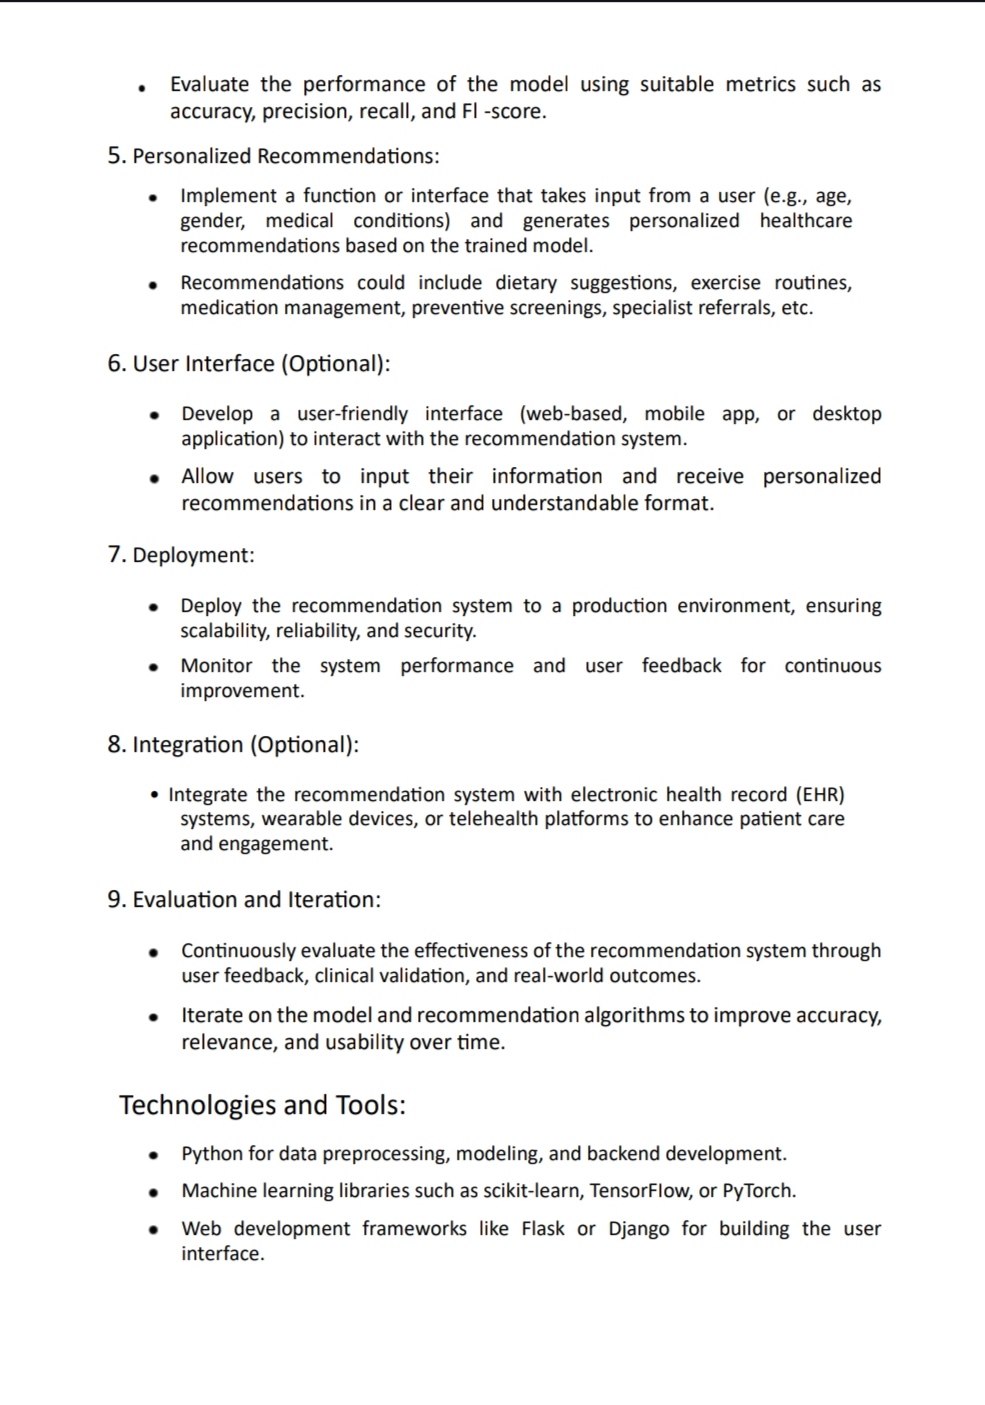 • Evaluate the performance of the model using suitable metrics such as
accuracy, precision, recall, and Fl -score.
5. Personalized Recommendations:
• Implement a function or interface that takes input from a user (e.g., age,
gender, medical conditions) and generates personalized healthcare
recommendations based on the trained model.
• Recommendations could include dietary suggestions, exercise routines,
medication management, preventive screenings, specialist referrals, etc.
6. User Interface (Optional):
• Develop a user-friendly interface (web-based, mobile app, or desktop
application) to interact with the recommendation system.
• Allow users to input their information and receive personalized
recommendations in a clear and understandable format.
7. Deployment:
• Deploy the recommendation system to a production environment, ensuring
scalability, reliability, and security.
• Monitor the system performance and user feedback for continuous
improvement.
8. Integration (Optional):
• Integrate the recommendation system with electronic health record (EHR)
systems, wearable devices, or telehealth platforms to enhance patient care
and engagement.
9. Evaluation and Iteration:
• Continuously evaluate the effectiveness of the recommendation system through
user feedback, clinical validation, and real-world outcomes.
• Iterate on the model and recommendation algorithms to improve accuracy,
relevance, and usability over time.
Technologies and Tools:
• Python for data preprocessing, modeling, and backend development.
• Machine learning libraries such as scikit-learn, TensorFlow, or PyTorch.
• Web development frameworks like Flask or Django for building the user
interface.